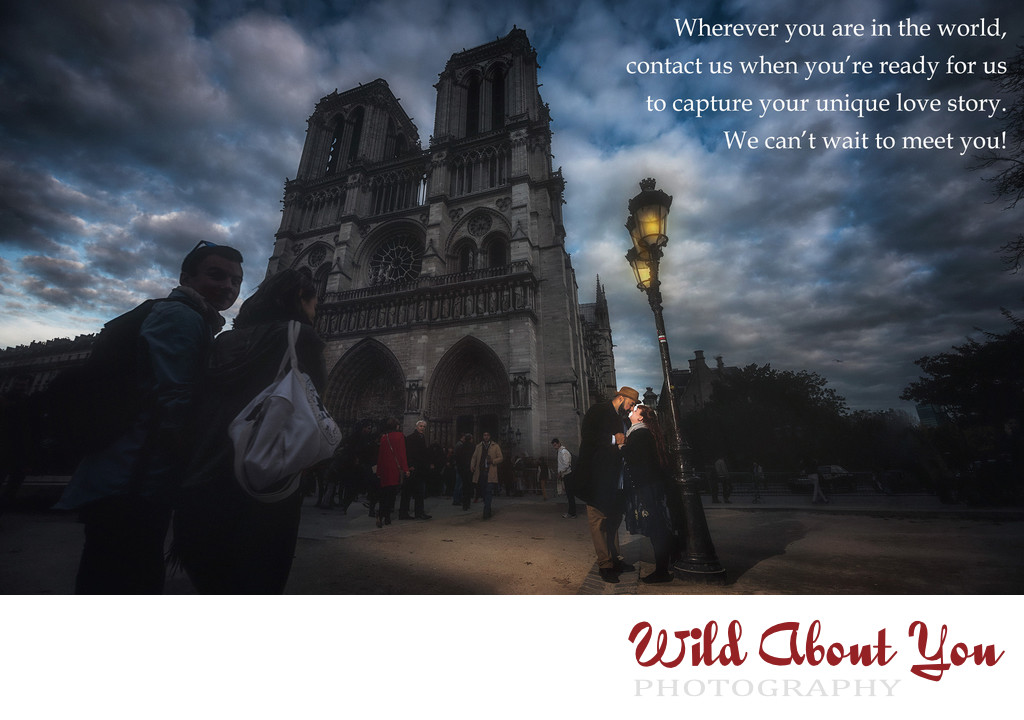 Wherever you are in the world,
contact us when you’re ready for us
to capture your unique love story.
We can’t wait to meet you!
Wild About You
PHOTOGRAPHY